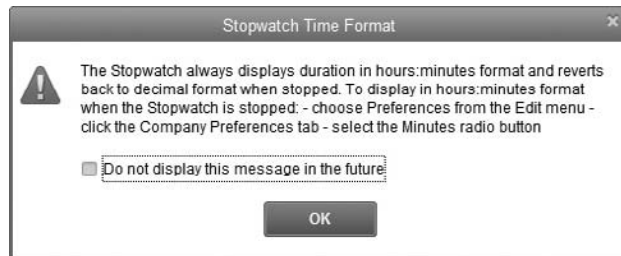 Stopwatch Time Format
The Stopwatch always displays duration in hours:minutes format and reverts
back to decimal format when stopped. To display in hours:minutes format
when the Stopwatch is stopped: - choose Preferences from the Edit menu -
click the Company Preferences tab - select the Minutes radio button
Do not display this message in the future
OK